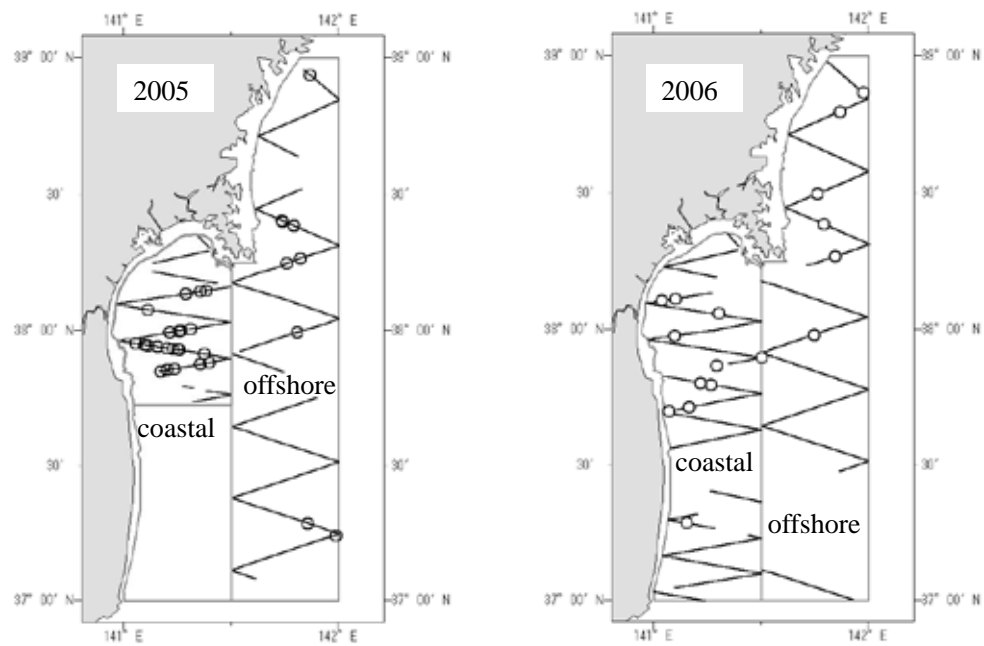 141° E 142° E
39° 00' N 39° 00' N
2005
30' 30'
38° 00' N 38° 00' N
offshore
coastal
30' 30'
37° 00' N 37° 00' N
141° E 142° E
141° E 142° E
39° 00' N 39° 00' N
2006
30' 30'
38° 00' N 38° 00' N
coastal
30' 30'
offshore
37° 00' N 37° 00' N
141° E 142° E